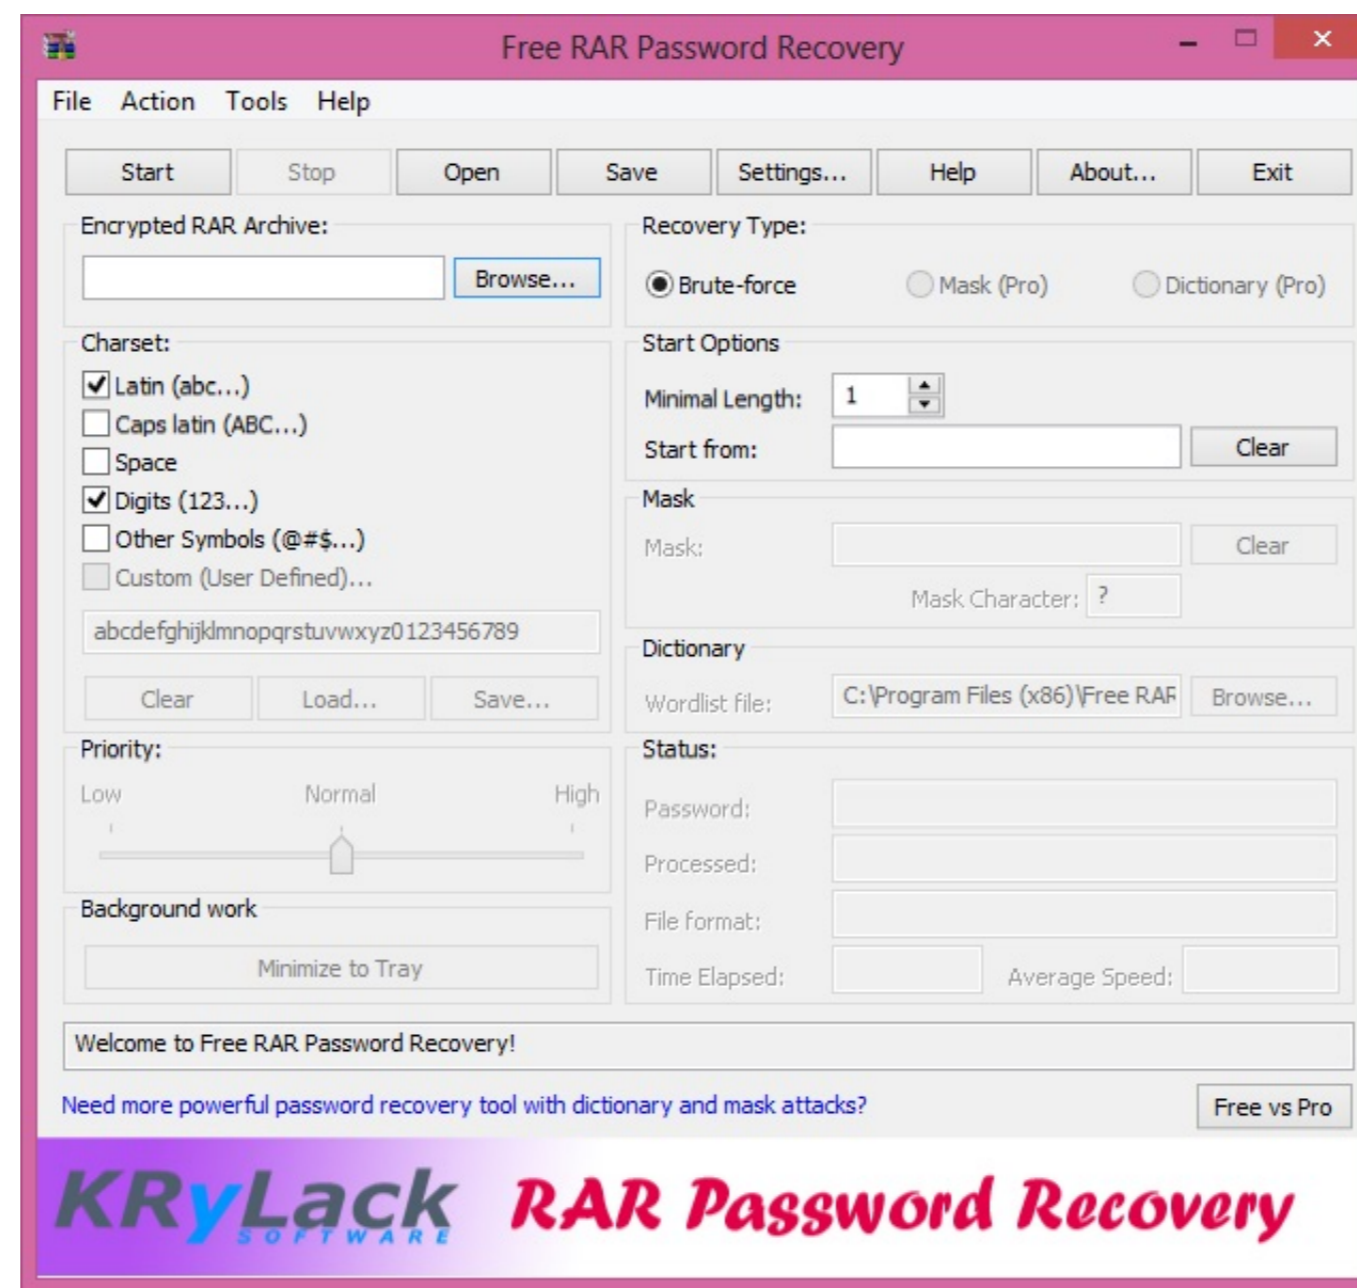 Free RAR Password Recovery
File Action Tools Help
Start Stop Open Save Settings... Help About... Exit
Encrypted RAR Archive:
Browse...
Recovery Type:
Brute-force Mask (Pro) Dictionary (Pro)
Charset:
Latin (abc...)
Caps latin (ABC...)
Space
Digits (123...)
Other Symbols (@#$...)
Custom (User Defined)...
abcdefghijklmnopqrstuvwxyz0123456789
Clear Load... Save...
Start Options
Minimal Length: 1
Start from: Clear
Mask
Mask: Clear
Mask Character: ?
Dictionary
Wordlist file: C:\Program Files (x86)\Free RAR Browse...
Priority:
Low Normal High
Background work
Minimize to Tray
Status:
Password:
Processed:
File format:
Time Elapsed: Average Speed:
Welcome to Free RAR Password Recovery!
Need more powerful password recovery tool with dictionary and mask attacks? Free vs Pro
KRyLack RAR Password Recovery
SOFTWARE